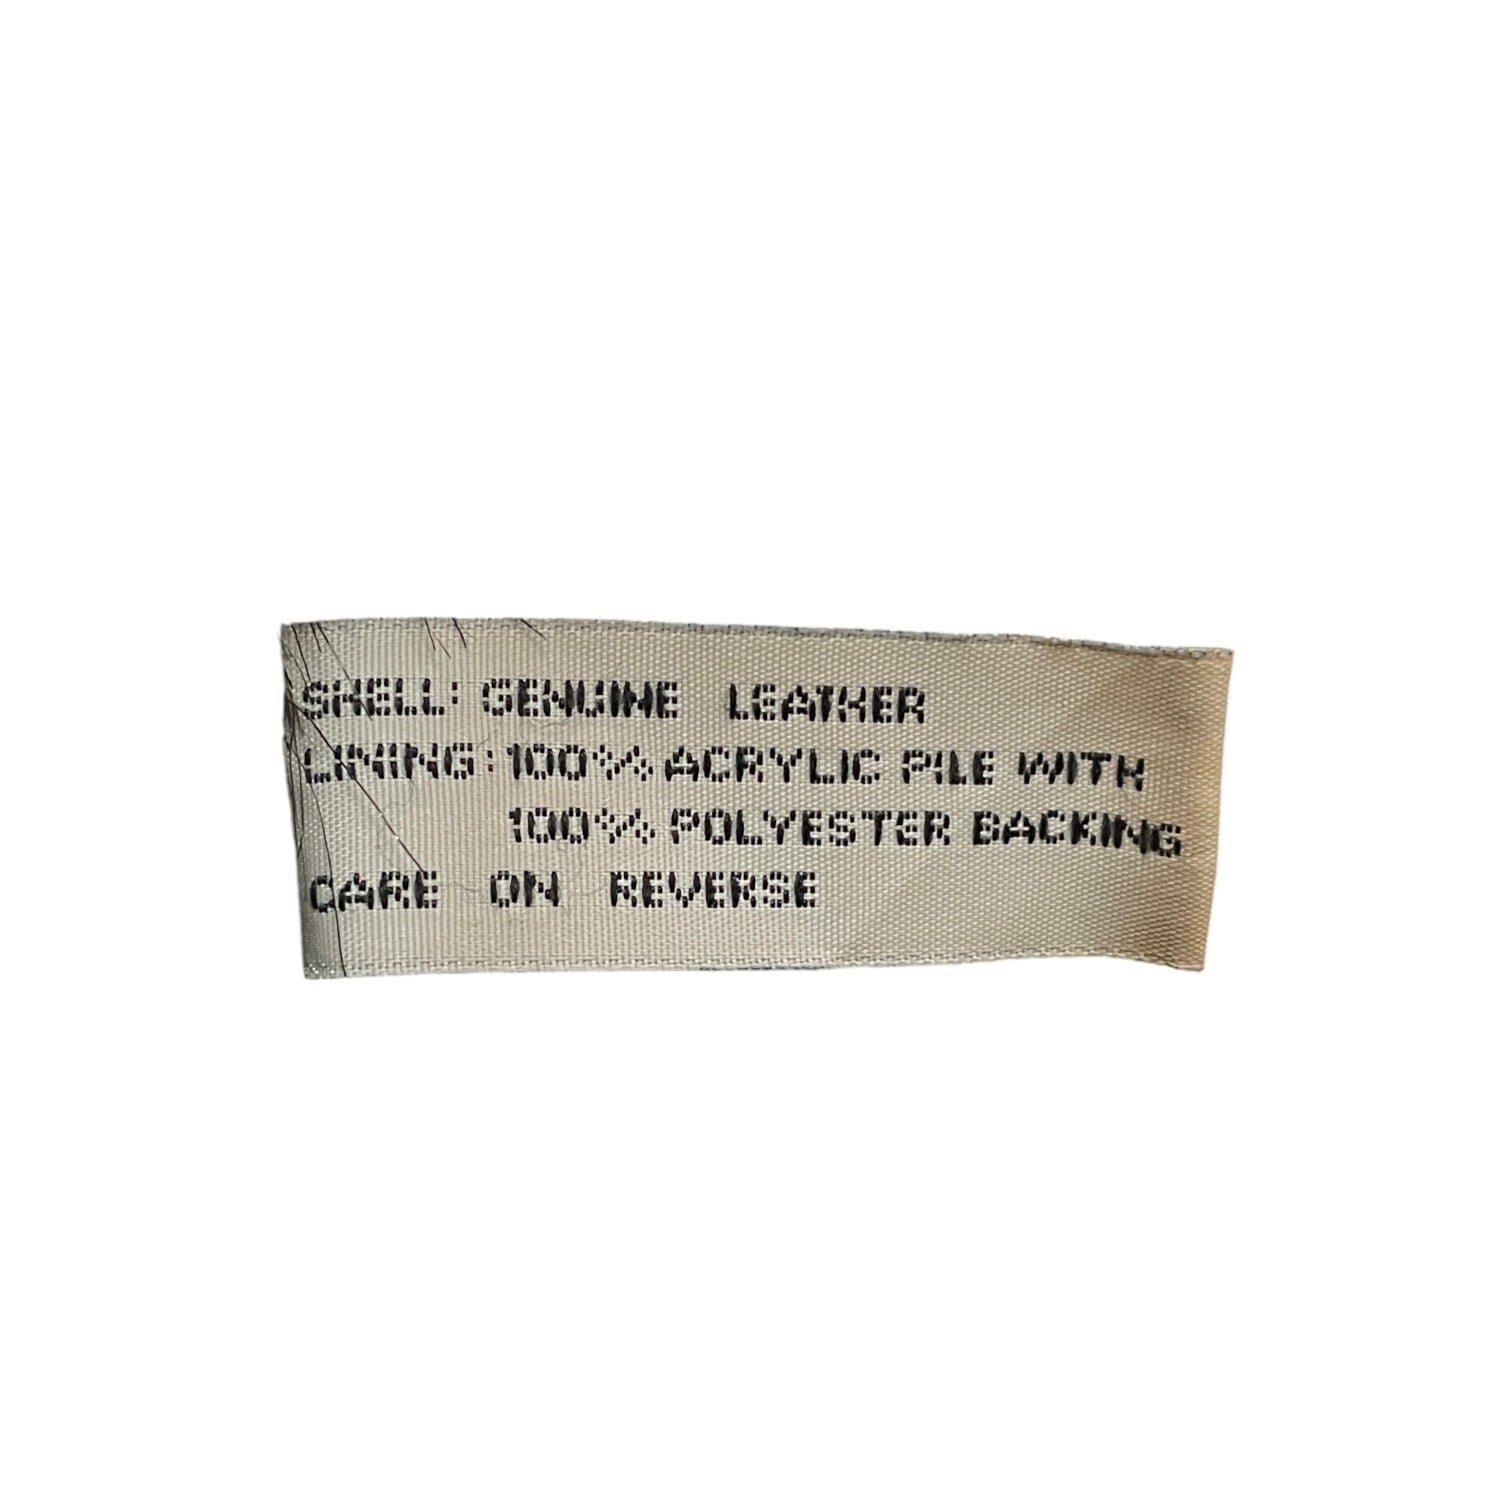 SHELL: GENUINE LEATHER
LINING: 100% ACRYLIC PILE WITH
100% POLYESTER BACKING
CARE ON REVERSE